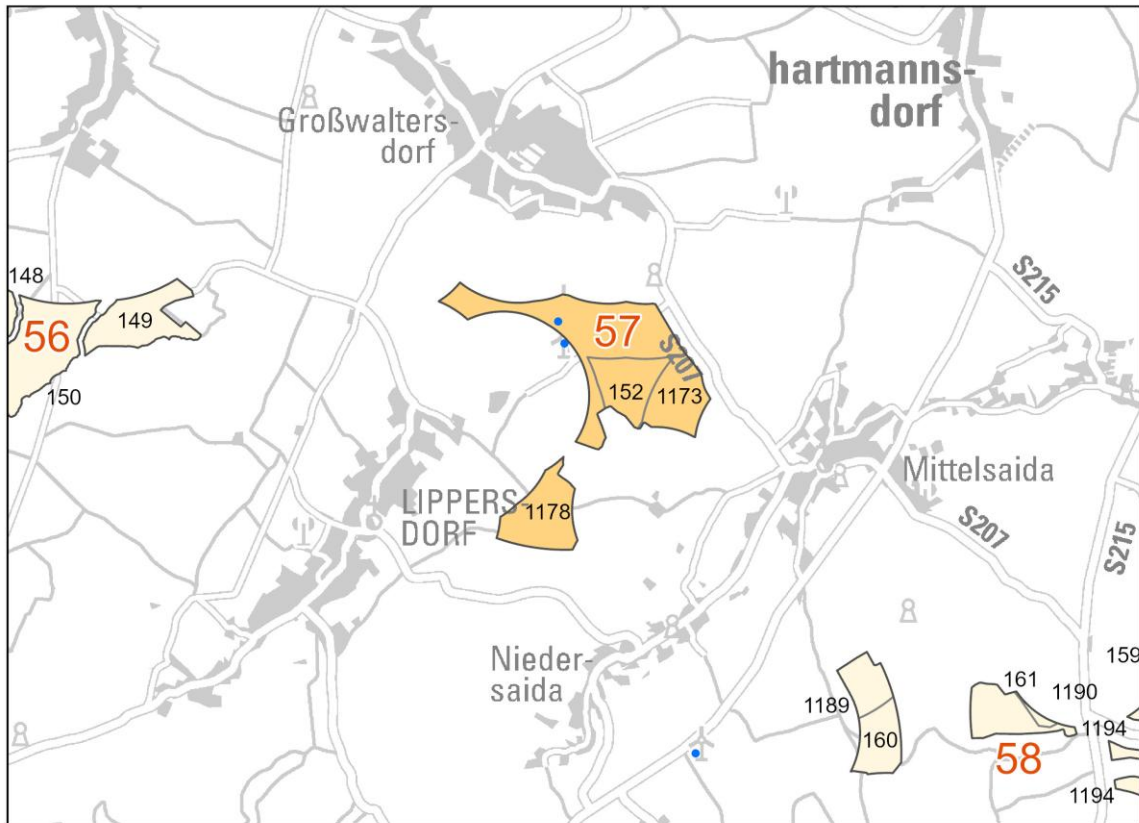 hartmanns-
dorf
Großwalters-
dorf
S215
148
149
56
150
57
S207
152
1173
LIPPERS-
DORF
1178
Mittelsaida
S207
S215
Nieder-
saida
159
161
1190
1189
1194
160
58
1194